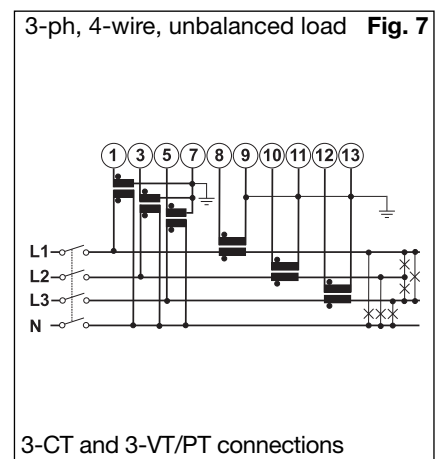 3-ph, 4-wire, unbalanced load Fig. 7
1 3 5 7 8 9 10 11 12 13
L1
L2
L3
N
3-CT and 3-VT/PT connections